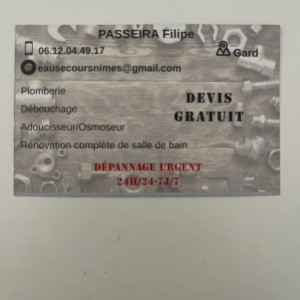 PASSEIRA Filipe
06.12.04.49.17
Gard
eausecoursnimes@gmail.com
Plomberie
DEVIS
GRATUIT
Débouchage
Adoucisseur/Osmoseur
Rénovation complète de salle de bain
DÉPANNAGE URGENT
24H/24-7J/7